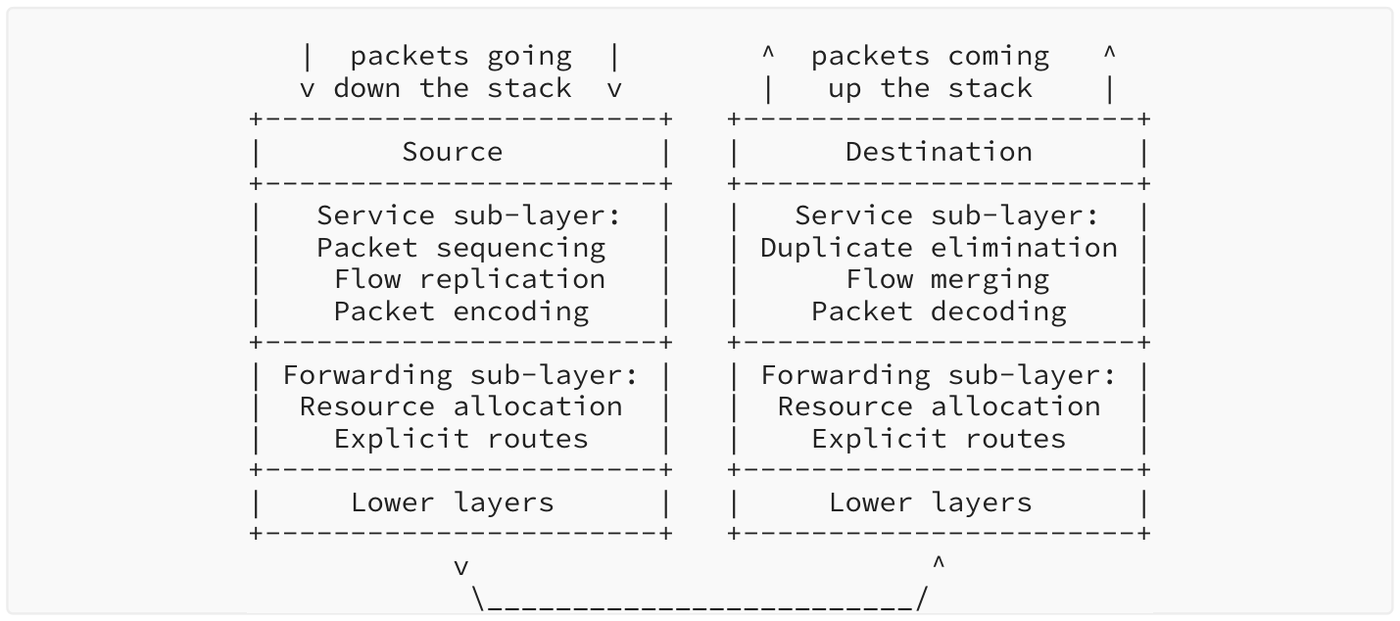 |  packets going  |        ^  packets coming   ^
   v down the stack  v        |   up the stack    |
+-----------------------+   +-----------------------+
|        Source         |   |      Destination      |
+-----------------------+   +-----------------------+
|   Service sub-layer:  |   |   Service sub-layer:  |
|   Packet sequencing   |   | Duplicate elimination |
|    Flow replication   |   |      Flow merging     |
|    Packet encoding    |   |    Packet decoding    |
+-----------------------+   +-----------------------+
| Forwarding sub-layer: |   | Forwarding sub-layer: |
|  Resource allocation  |   |  Resource allocation  |
|    Explicit routes    |   |    Explicit routes    |
+-----------------------+   +-----------------------+
|     Lower layers      |   |     Lower layers      |
+-----------------------+   +-----------------------+
            v                           ^
             \_________________________/